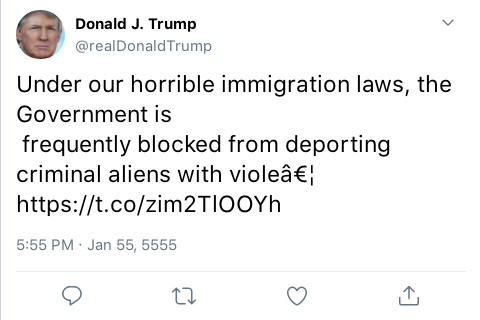 Donald J. Trump
@realDonaldTrump
Under our horrible immigration laws, the
Government is
frequently blocked from deporting
criminal aliens with violeâ€¦
https://t.co/zim2TlOOYh
5:55 PM · Jan 55, 5555